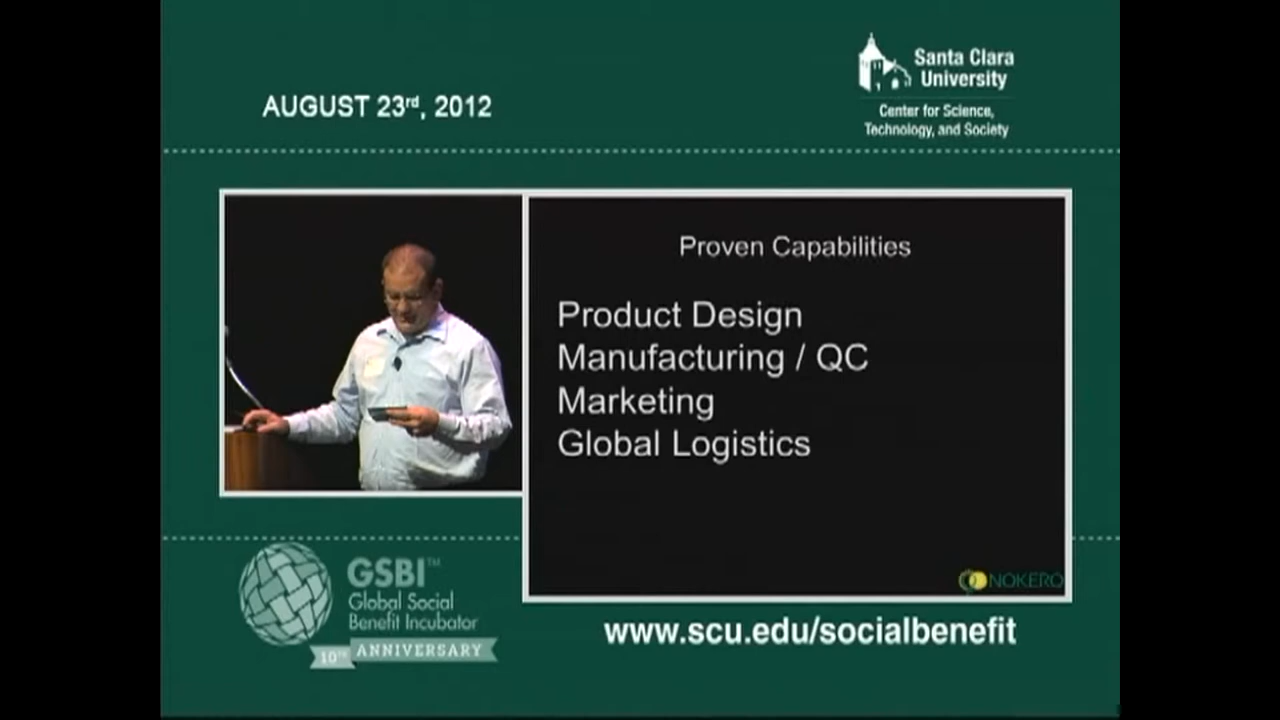 AUGUST 23rd, 2012
Santa Clara
University
Center for Science,
Technology, and Society
Proven Capabilities
Product Design
Manufacturing / QC
Marketing
Global Logistics
NOKERO
GSBI™
Global Social
Benefit Incubator
10TH ANNIVERSARY
www.scu.edu/socialbenefit